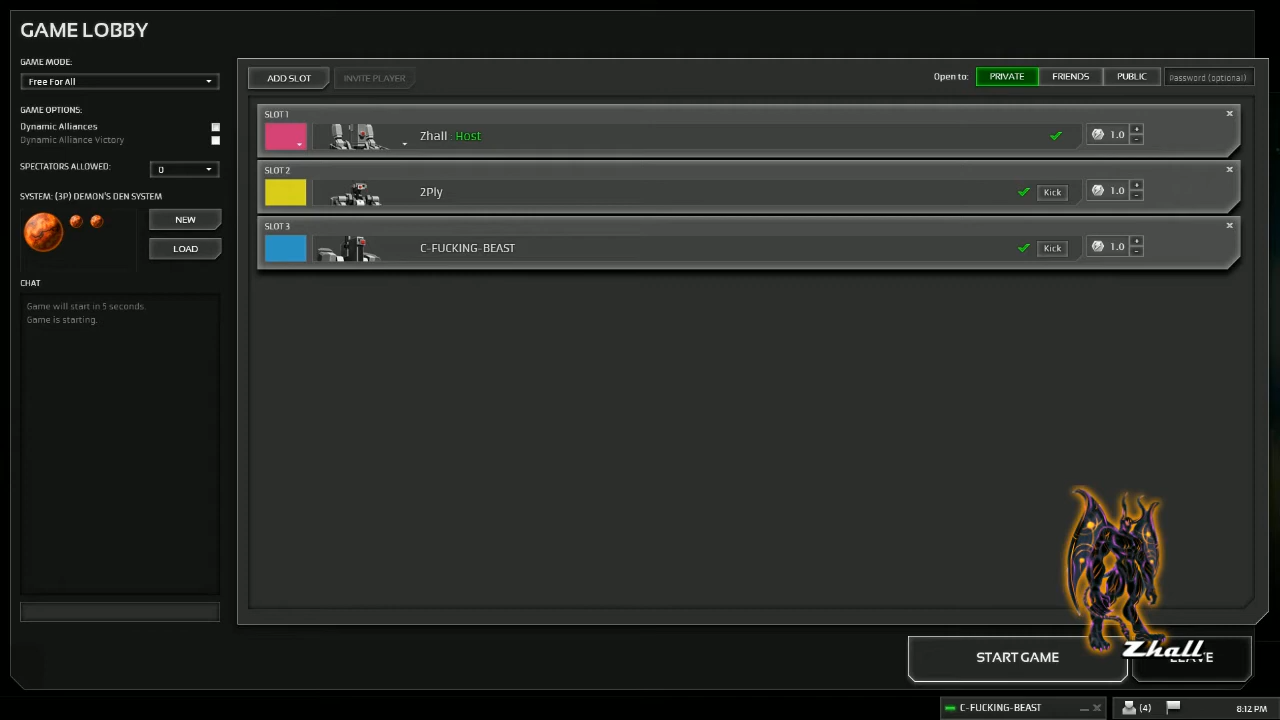 GAME LOBBY
GAME MODE:
Free For All
GAME OPTIONS:
Dynamic Alliances
Dynamic Alliance Victory
SPECTATORS ALLOWED: 0
SYSTEM: (3P) DEMON'S DEN SYSTEM
NEW
LOAD
CHAT
Game will start in 5 seconds.
Game is starting.
ADD SLOT INVITE PLAYER Open to: PRIVATE FRIENDS PUBLIC Password (optional)
SLOT 1
Zhall - Host 1.0
SLOT 2
2Ply Kick 1.0
SLOT 3
C-FUCKING-BEAST Kick 1.0
Zhall
START GAME LEAVE
C-FUCKING-BEAST (4) 8:12 PM